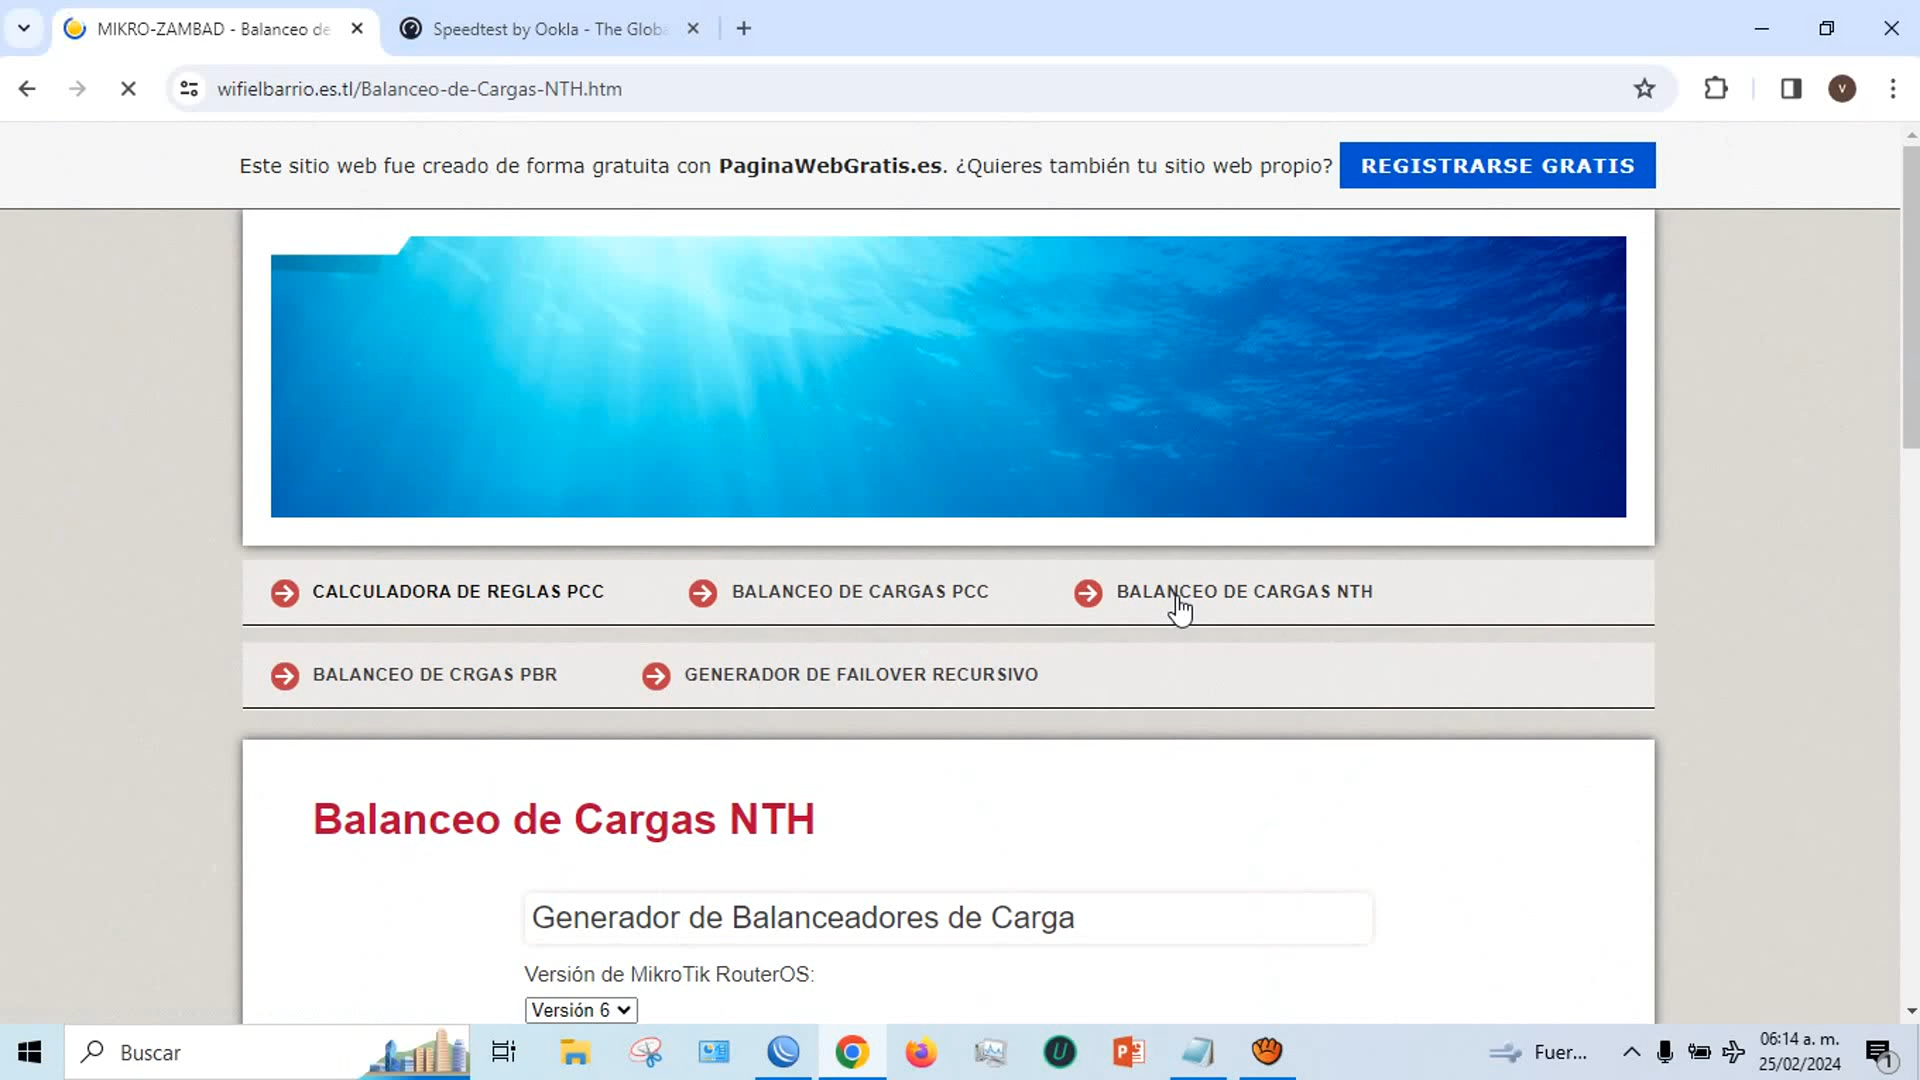 MIKRO-ZAMBAD - Balanceo de
Speedtest by Ookla - The Globa
wifielbarrio.es.tl/Balanceo-de-Cargas-NTH.htm
V
Este sitio web fue creado de forma gratuita con PaginaWebGratis.es. ¿Quieres también tu sitio web propio?
REGISTRARSE GRATIS
CALCULADORA DE REGLAS PCC
BALANCEO DE CARGAS PCC
BALANCEO DE CARGAS NTH
BALANCEO DE CRGAS PBR
GENERADOR DE FAILOVER RECURSIVO
Balanceo de Cargas NTH
Generador de Balanceadores de Carga
Versión de MikroTik RouterOS:
Versión 6
Buscar
U
P
Fuer...
06:14 a. m.
25/02/2024
1